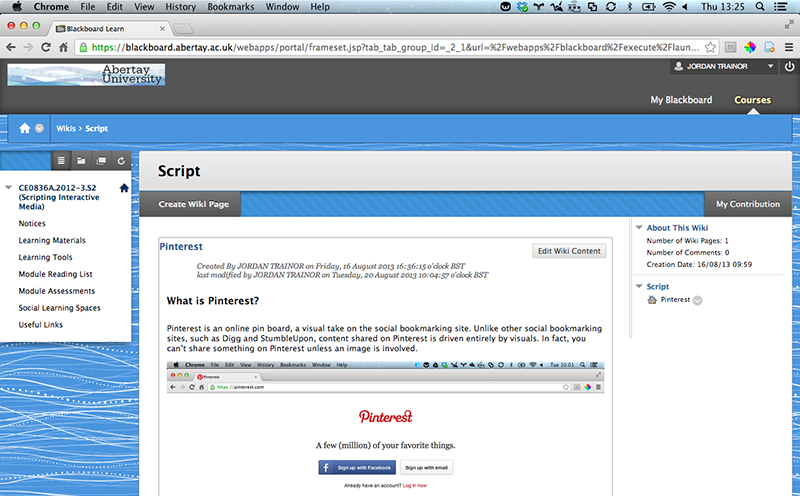 Chrome File Edit View History Bookmarks Window Help Thu 13:25
Bb Blackboard Learn
https://blackboard.abertay.ac.uk/webapps/portal/frameset.jsp?tab_tab_group_id=_2_1&url=%2Fwebapps%2Fblackboard%2Fexecute%2Flaun...
Abertay
University
JORDAN TRAINOR
My Blackboard Courses
Wikis > Script
Script
Create Wiki Page My Contribution
CE0836A.2012-3.S2
(Scripting Interactive
Media)
Notices
Learning Materials
Learning Tools
Module Reading List
Module Assessments
Social Learning Spaces
Useful Links
Pinterest
Edit Wiki Content
Created By JORDAN TRAINOR on Friday, 16 August 2013 16:36:15 o'clock BST
last modified by JORDAN TRAINOR on Tuesday, 20 August 2013 10:04:57 o'clock BST
What is Pinterest?
Pinterest is an online pin board, a visual take on the social bookmarking site. Unlike other social bookmarking
sites, such as Digg and StumbleUpon, content shared on Pinterest is driven entirely by visuals. In fact, you
can't share something on Pinterest unless an image is involved.
Chrome File Edit View History Bookmarks Window Help Tue 10:01
Pinterest
https://pinterest.com
Pinterest
A few (million) of your favorite things.
f Sign up with Facebook Sign up with email
Already have an account? Log in now
About This Wiki
Number of Wiki Pages: 1
Number of Comments: 0
Creation Date: 16/08/13 09:59
Script
Pinterest